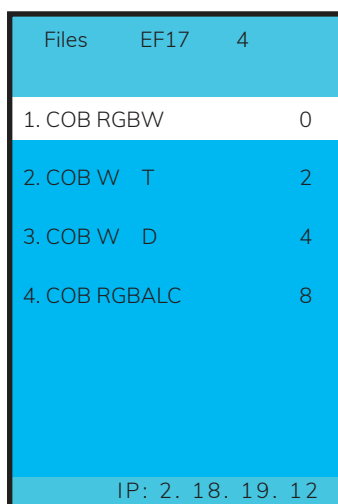 Files EF17 4
1. COB RGBW 0
2. COB W T 2
3. COB W D 4
4. COB RGBALC 8
IP: 2. 18. 19. 12